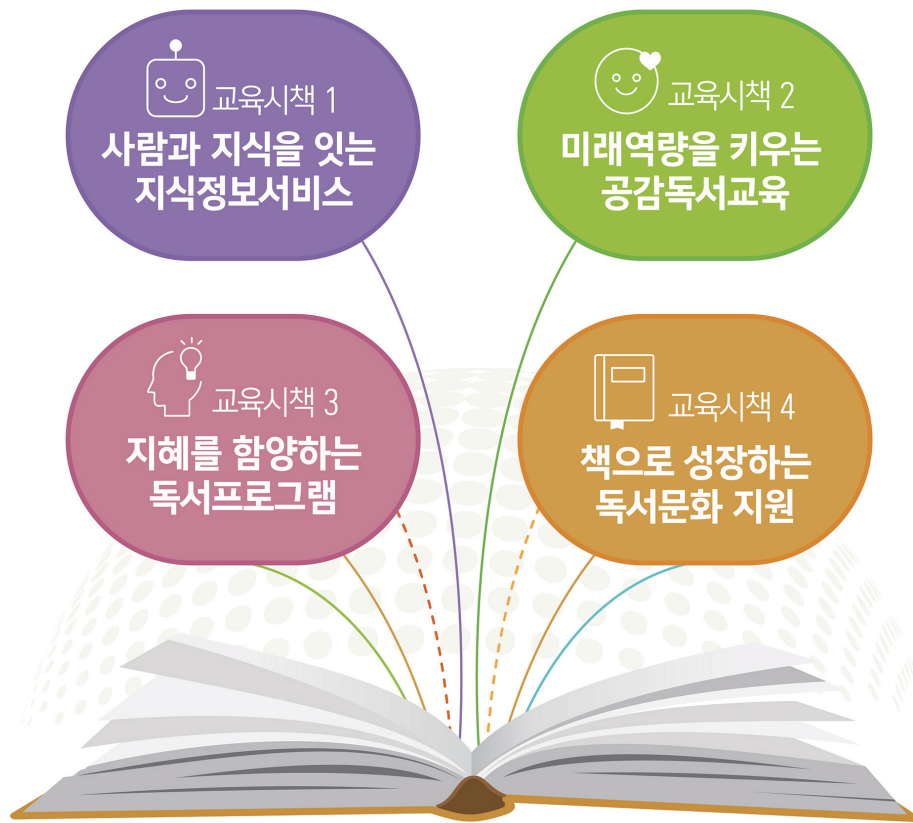 교육시책 1
사람과 지식을 잇는
지식정보서비스
교육시책 2
미래역량을 키우는
공감독서교육
교육시책 3
지혜를 함양하는
독서프로그램
교육시책 4
책으로 성장하는
독서문화 지원